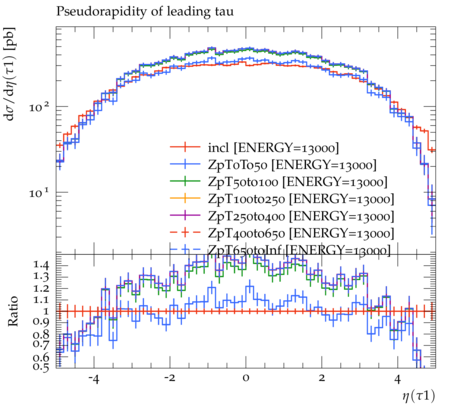 Pseudorapidity of leading tau
dσ/dη(τ1) [pb]
10²
10¹
incl [ENERGY=13000]
ZpT0To50 [ENERGY=13000]
ZpT50to100 [ENERGY=13000]
ZpT100to250 [ENERGY=13000]
ZpT250to400 [ENERGY=13000]
ZpT400to650 [ENERGY=13000]
ZpT650toInf [ENERGY=13000]
Ratio
1.4
1.3
1.2
1.1
1
0.9
0.8
0.7
0.6
0.5
-4 -2 0 2 4
η(τ1)